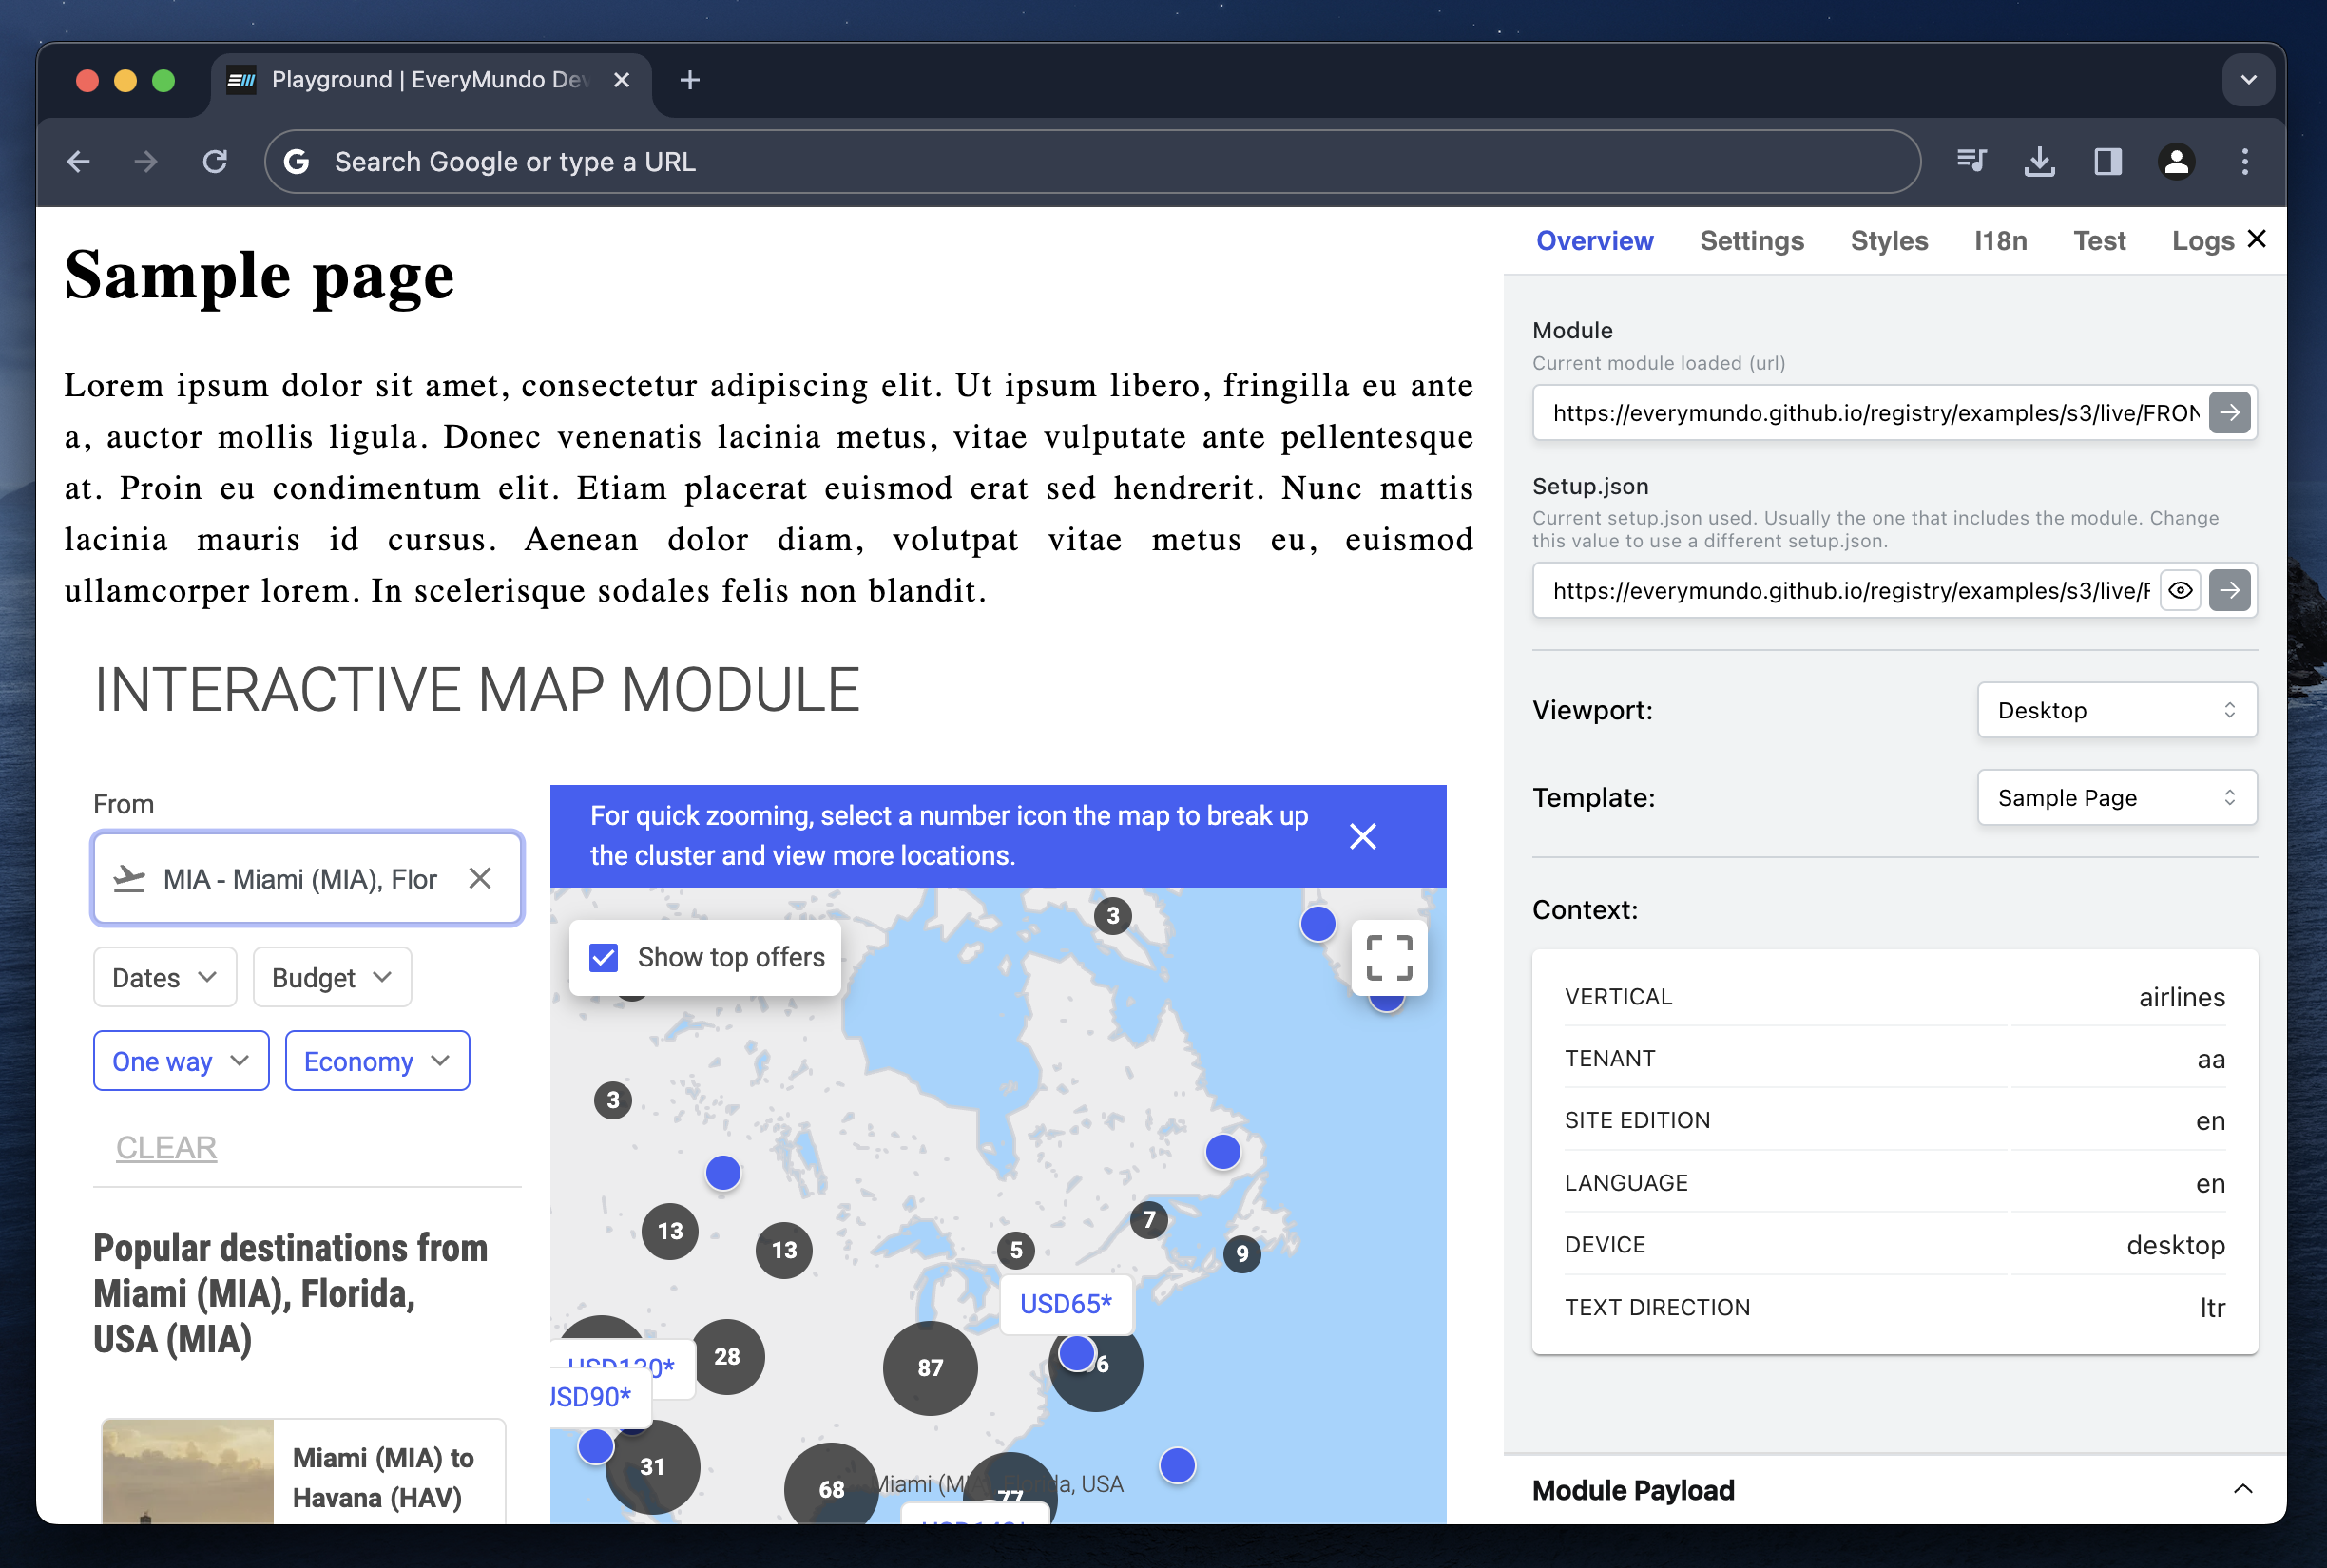 Playground | EveryMundo Dev
Search Google or type a URL
Sample page
Lorem ipsum dolor sit amet, consectetur adipiscing elit. Ut ipsum libero, fringilla eu ante
a, auctor mollis ligula. Donec venenatis lacinia metus, vitae vulputate ante pellentesque
at. Proin eu condimentum elit. Etiam placerat euismod erat sed hendrerit. Nunc mattis
lacinia mauris id cursus. Aenean dolor diam, volutpat vitae metus eu, euismod
ullamcorper lorem. In scelerisque sodales felis non blandit.
INTERACTIVE MAP MODULE
From
MIA - Miami (MIA), Flor
Dates
Budget
One way
Economy
CLEAR
Popular destinations from
Miami (MIA), Florida,
USA (MIA)
Miami (MIA) to
Havana (HAV)
For quick zooming, select a number icon the map to break up
the cluster and view more locations.
Show top offers
3
3
13
13
5
7
9
USD65*
28
87
6
USD130*
USD90*
31
68
77
Miami (MIA), Florida, USA
Overview
Settings
Styles
I18n
Test
Logs
Module
Current module loaded (url)
https://everymundo.github.io/registry/examples/s3/live/FRON
Setup.json
Current setup.json used. Usually the one that includes the module. Change
this value to use a different setup.json.
https://everymundo.github.io/registry/examples/s3/live/F
Viewport:
Desktop
Template:
Sample Page
Context:
VERTICAL airlines
TENANT aa
SITE EDITION en
LANGUAGE en
DEVICE desktop
TEXT DIRECTION ltr
Module Payload